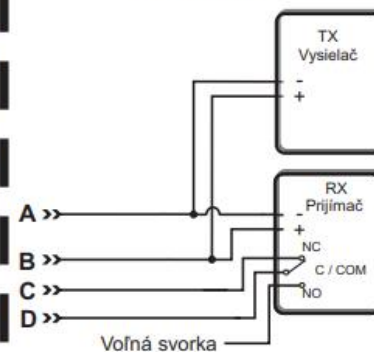 TX
Vysielač
-
+
RX
Prijímač
A >>
-
+
B >>
NC
C >>
C / COM
D >>
NO
Voľná svorka